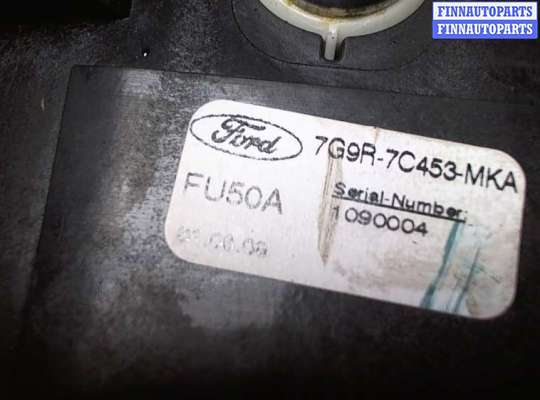 FINNAUTOPARTS
FINNAUTOPARTS
Ford
7G9R-7C453-MKA
FU50A
Serial-Number:
1090004